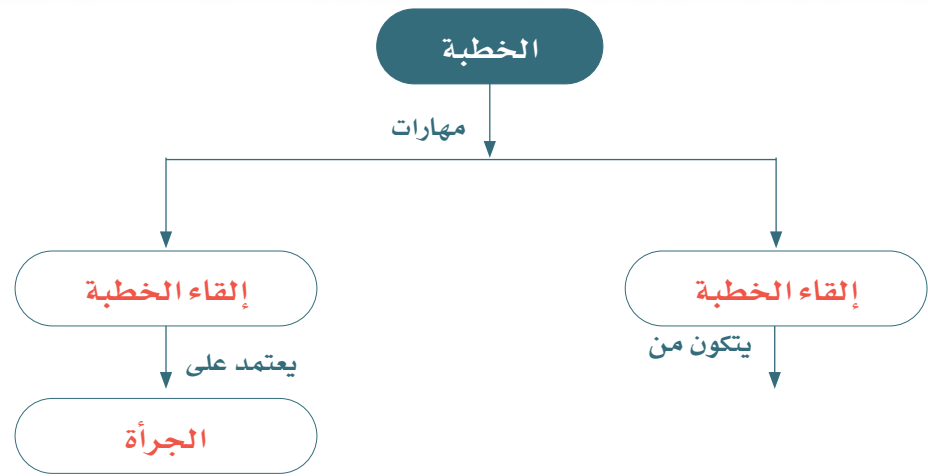 الخطبة
مهارات
إلقاء الخطبة
إلقاء الخطبة
يتكون من
يعتمد على
الجرأة